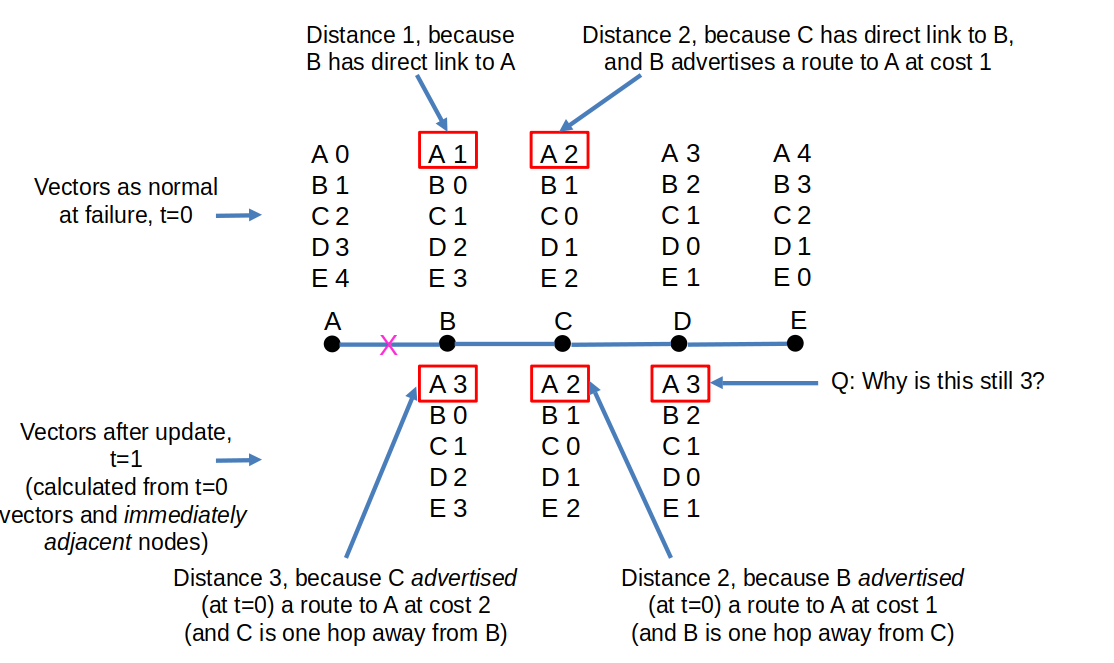 Distance 1, because
B has direct link to A
Distance 2, because C has direct link to B,
and B advertises a route to A at cost 1
Vectors as normal
at failure, t=0
A 0 A 1 A 2 A 3 A 4
B 1 B 0 B 1 B 2 B 3
C 2 C 1 C 0 C 1 C 2
D 3 D 2 D 1 D 0 D 1
E 4 E 3 E 2 E 1 E 0
A B C D E
X
A 3 A 2 A 3
B 0 B 1 B 2
C 1 C 0 C 1
D 2 D 1 D 0
E 3 E 2 E 1
Q: Why is this still 3?
Vectors after update,
t=1
(calculated from t=0
vectors and immediately
adjacent nodes)
Distance 3, because C advertised
(at t=0) a route to A at cost 2
(and C is one hop away from B)
Distance 2, because B advertised
(at t=0) a route to A at cost 1
(and B is one hop away from C)